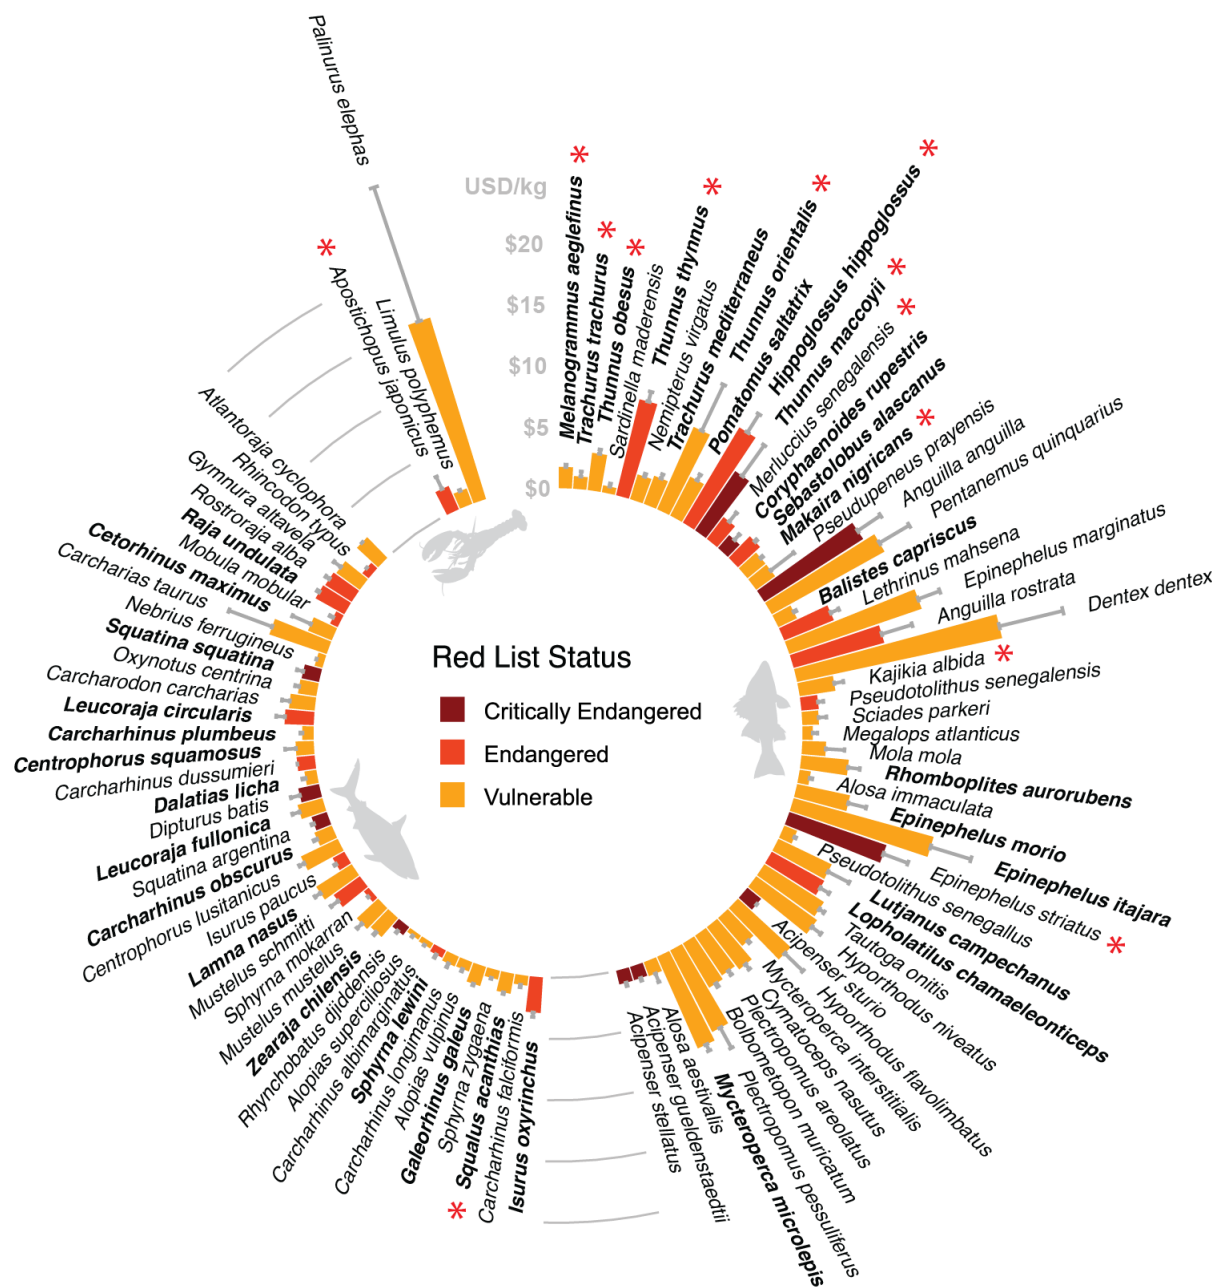 Palinurus elephas
Limulus polyphemus
Apostichopus japonicus
*
USD/kg
$20
$15
$10
$5
$0
Melanogrammus aeglefinus *
Trachurus trachurus *
Thunnus obesus *
Sardinella maderensis
Thunnus thynnus *
Nemipterus virgatus
Trachurus mediterraneus
Thunnus orientalis *
Pomatomus saltatrix
Hippoglossus hippoglossus *
Thunnus maccoyii *
Merluccius senegalensis *
Coryphaenoides rupestris
Sebastolobus alascanus
Makaira nigricans *
Pseudupeneus prayensis
Anguilla anguilla
Pentanemus quinquarius
Balistes capriscus
Lethrinus mahsena
Epinephelus marginatus
Anguilla rostrata
Dentex dentex
Kajikia albida *
Pseudotolithus senegalensis
Sciades parkeri
Megalops atlanticus
Mola mola
Rhomboplites aurorubens
Alosa immaculata
Epinephelus morio
Epinephelus itajara
Epinephelus striatus *
Pseudotolithus senegallus
Lutjanus campechanus
Lopholatilus chamaeleonticeps
Tautoga onitis
Hyporthodus niveatus
Acipenser sturio
Hyporthodus flavolimbatus
Mycteroperca interstitialis
Cymatoceps nasutus
Plectropomus areolatus
Bolbometopon muricatum
Plectropomus pessuliferus
Mycteroperca microlepis
Alosa aestivalis
Acipenser gueldenstaedtii
Acipenser stellatus
Isurus oxyrinchus
Carcharhinus falciformis
Squalus acanthias *
Sphyrna zygaena
Galeorhinus galeus
Alopias vulpinus
Carcharhinus longimanus
Sphyrna lewini
Carcharhinus albimarginatus
Alopias superciliosus
Rhynchobatus djiddensis
Zearaja chilensis
Mustelus mustelus
Sphyrna mokarran
Mustelus schmitti
Lamna nasus
Isurus paucus
Centrophorus lusitanicus
Carcharhinus obscurus
Squatina argentina
Leucoraja fullonica
Dipturus batis
Dalatias licha
Carcharhinus dussumieri
Centrophorus squamosus
Carcharhinus plumbeus
Leucoraja circularis
Carcharodon carcharias
Oxynotus centrina
Squatina squatina
Nebrius ferrugineus
Carcharias taurus
Cetorhinus maximus
Mobula mobular
Raja undulata
Rostroraja alba
Gymnura altavela
Rhincodon typus
Atlantoraja cyclophora
Red List Status
Critically Endangered
Endangered
Vulnerable